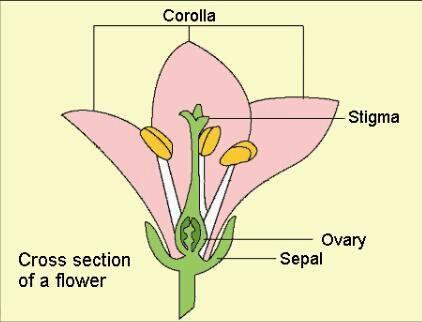 Corolla
Stigma
Ovary
Sepal
Cross section
of a flower